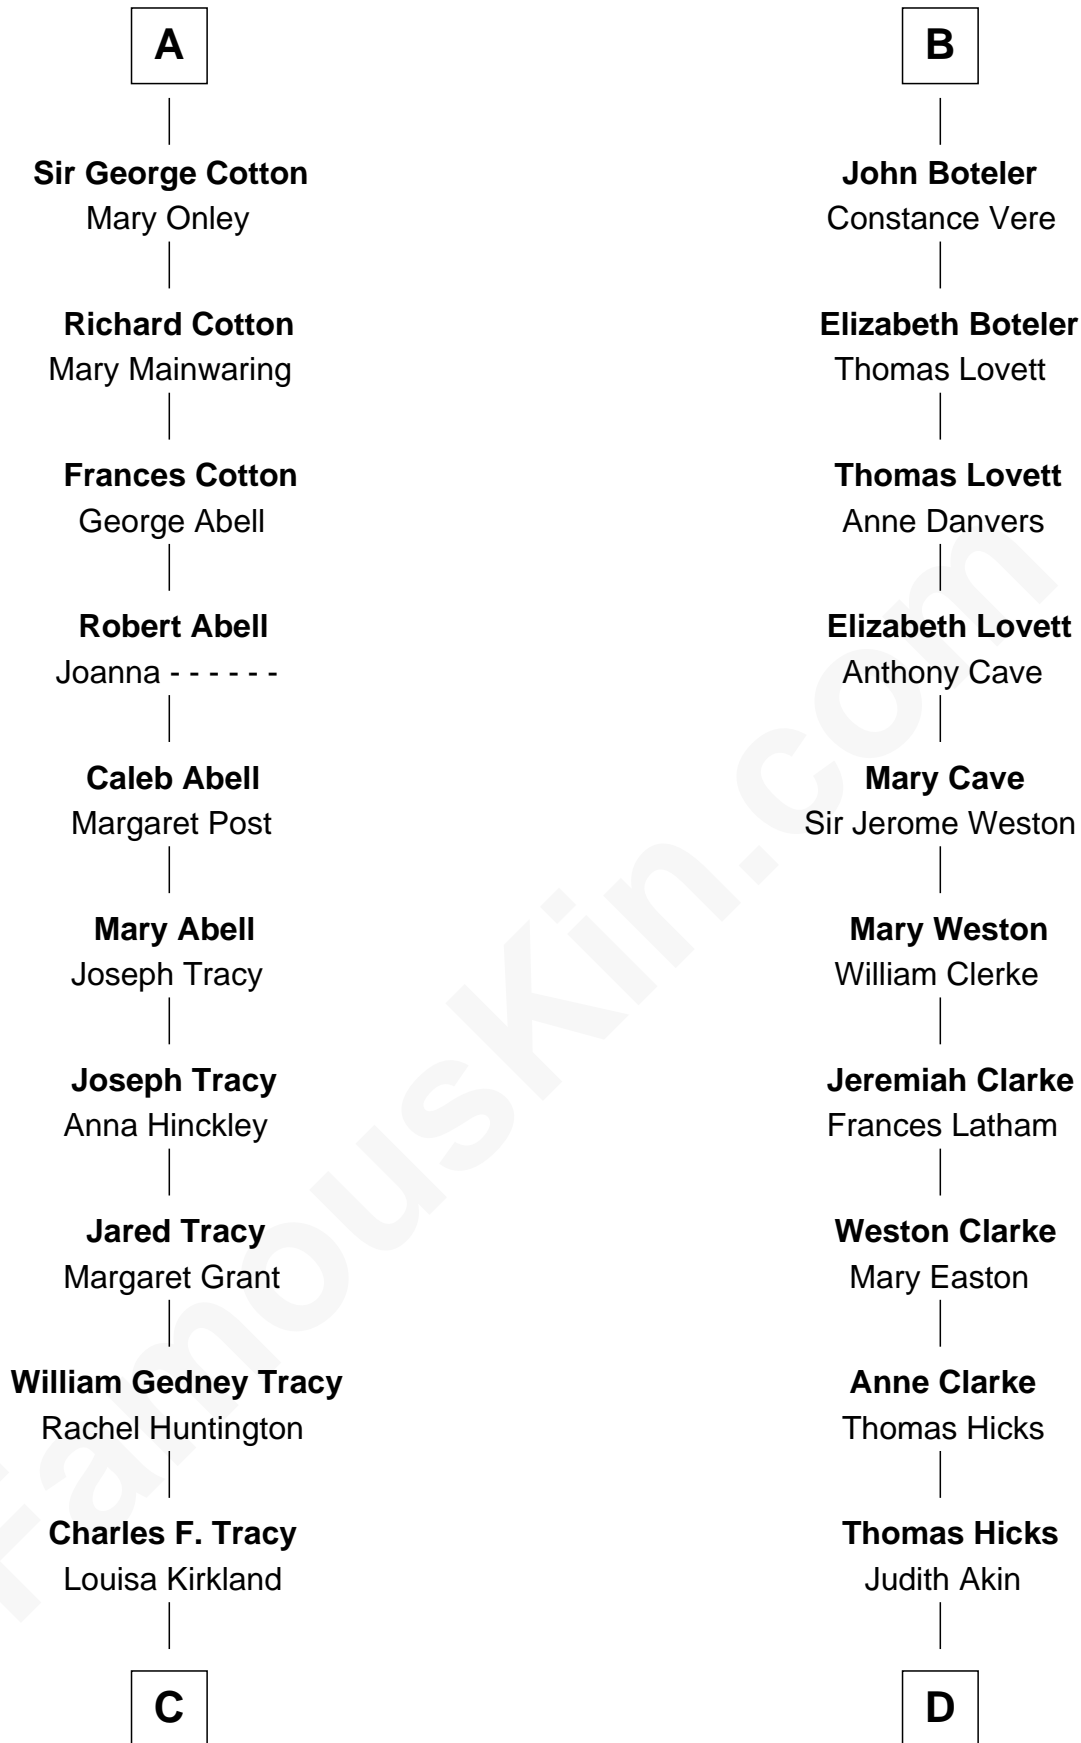 A
Sir George Cotton
Mary Onley
Richard Cotton
Mary Mainwaring
Frances Cotton
George Abell
Robert Abell
Joanna - - - - - -
Caleb Abell
Margaret Post
Mary Abell
Joseph Tracy
Joseph Tracy
Anna Hinckley
Jared Tracy
Margaret Grant
William Gedney Tracy
Rachel Huntington
Charles F. Tracy
Louisa Kirkland
C
B
John Boteler
Constance Vere
Elizabeth Boteler
Thomas Lovett
Thomas Lovett
Anne Danvers
Elizabeth Lovett
Anthony Cave
Mary Cave
Sir Jerome Weston
Mary Weston
William Clerke
Jeremiah Clarke
Frances Latham
Weston Clarke
Mary Easton
Anne Clarke
Thomas Hicks
Thomas Hicks
Judith Akin
D
FamousKin.com